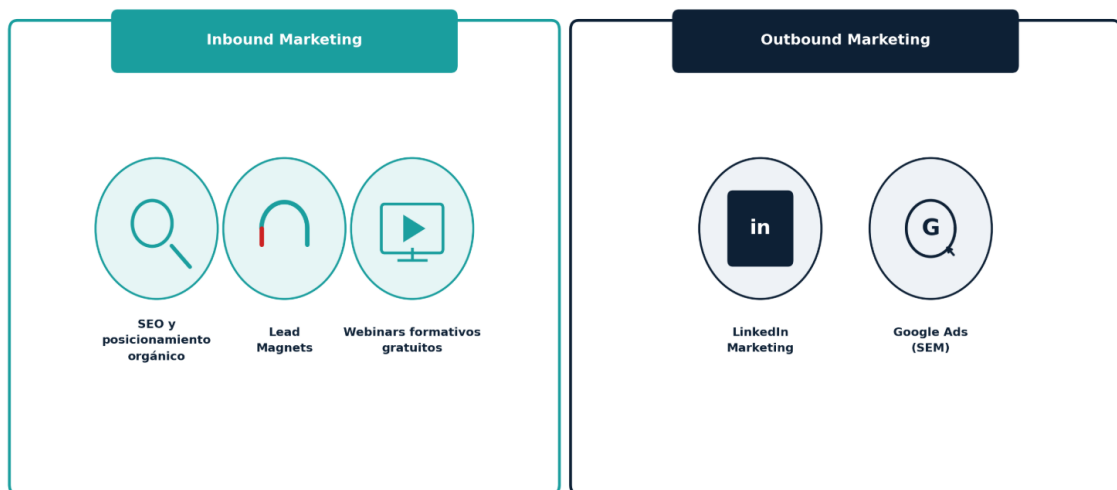 Inbound Marketing
SEO y
posicionamiento
orgánico
Lead
Magnets
Webinars formativos
gratuitos
Outbound Marketing
in
LinkedIn
Marketing
G
Google Ads
(SEM)